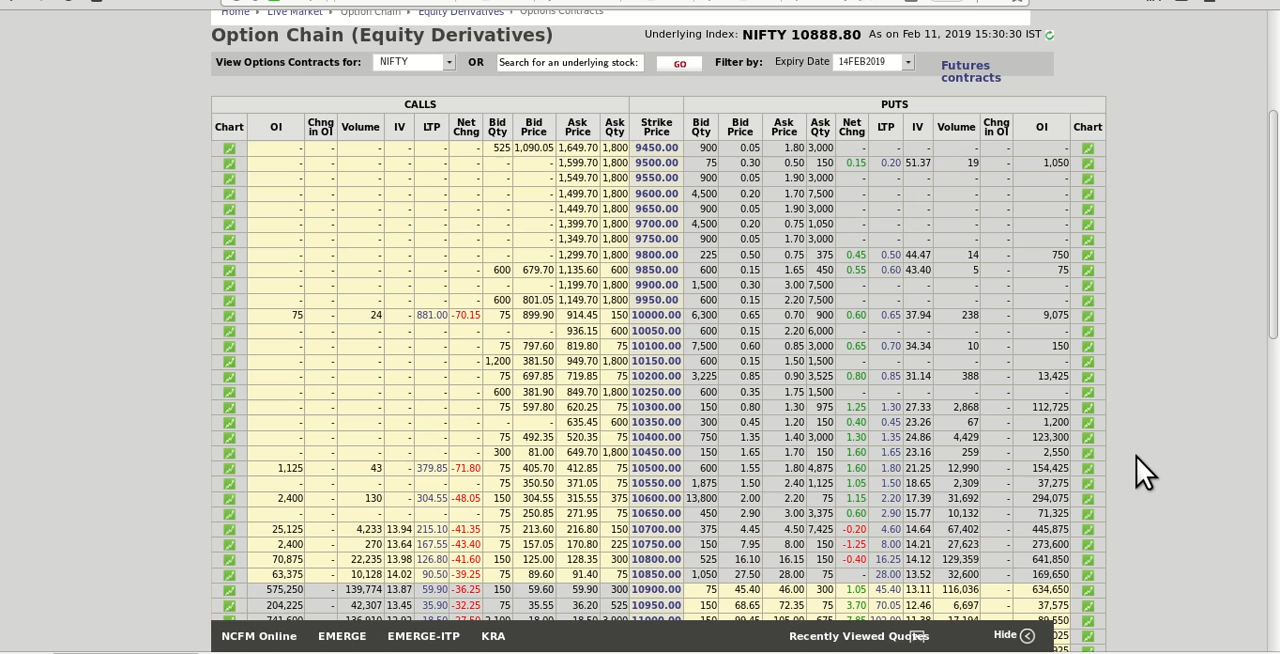 Home Live Market Option Chain Equity Derivatives Options Contracts
Option Chain (Equity Derivatives) Underlying Index: NIFTY 10888.80 As on Feb 11, 2019 15:30:30 IST
View Options Contracts for: NIFTY OR Search for an underlying stock: GO Filter by: Expiry Date 14FEB2019 Futures contracts
CALLS PUTS
Chart OI Chng in OI Volume IV LTP Net Chng Bid Qty Bid Price Ask Price Ask Qty Strike Price Bid Qty Bid Price Ask Price Ask Qty Net Chng LTP IV Volume Chng in OI OI Chart
- - - - - - 525 1,090.05 1,649.70 1,800 9450.00 900 0.05 1.80 3,000 - - - - - -
- - - - - - - - 1,599.70 1,800 9500.00 75 0.30 0.50 150 0.15 0.20 51.37 19 - 1,050
- - - - - - - - 1,549.70 1,800 9550.00 900 0.05 1.90 3,000 - - - - - -
- - - - - - - - 1,499.70 1,800 9600.00 4,500 0.20 1.70 7,500 - - - - - -
- - - - - - - - 1,449.70 1,800 9650.00 900 0.05 1.90 3,000 - - - - - -
- - - - - - - - 1,399.70 1,800 9700.00 4,500 0.20 0.75 1,050 - - - - - -
- - - - - - - - 1,349.70 1,800 9750.00 900 0.05 1.70 3,000 - - - - - -
- - - - - - - - 1,299.70 1,800 9800.00 225 0.50 0.75 375 0.45 0.50 44.47 14 - 750
- - - - - - 600 679.70 1,135.60 600 9850.00 600 0.15 1.65 450 0.55 0.60 43.40 5 - 75
- - - - - - - - 1,199.70 1,800 9900.00 1,500 0.30 3.00 7,500 - - - - - -
- - - - - - 600 801.05 1,149.70 1,800 9950.00 600 0.15 2.20 7,500 - - - - - -
75 - 24 - 881.00 -70.15 75 899.90 914.45 150 10000.00 6,300 0.65 0.70 900 0.60 0.65 37.94 238 - 9,075
- - - - - - - - 936.15 600 10050.00 600 0.15 2.20 6,000 - - - - - -
- - - - - - 75 797.60 819.80 75 10100.00 7,500 0.60 0.85 3,000 0.65 0.70 34.34 10 - 150
- - - - - - 1,200 381.50 949.70 1,800 10150.00 600 0.15 1.50 1,500 - - - - - -
- - - - - - 75 697.85 719.85 75 10200.00 3,225 0.85 0.90 3,525 0.80 0.85 31.14 388 - 13,425
- - - - - - 600 381.90 849.70 1,800 10250.00 600 0.35 1.75 1,500 - - - - - -
- - - - - - 75 597.80 620.25 75 10300.00 150 0.80 1.30 975 1.25 1.30 27.33 2,868 - 112,725
- - - - - - - - 635.45 600 10350.00 300 0.45 1.20 150 0.40 0.45 23.26 67 - 1,200
- - - - - - 75 492.35 520.35 75 10400.00 750 1.35 1.40 3,000 1.30 1.35 24.86 4,429 - 123,300
- - - - - - 300 81.00 649.70 1,800 10450.00 150 1.65 1.70 150 1.60 1.65 23.16 259 - 2,550
1,125 - 43 - 379.85 -71.80 75 405.70 412.85 75 10500.00 600 1.55 1.80 4,875 1.60 1.80 21.25 12,990 - 154,425
- - - - - - 75 350.50 371.05 75 10550.00 1,875 1.50 2.40 1,125 1.05 1.50 18.65 2,309 - 37,275
2,400 - 130 - 304.55 -48.05 150 304.55 315.55 375 10600.00 13,800 2.00 2.20 75 1.15 2.20 17.33 31,692 - 294,075
- - - - - - 75 250.85 271.95 75 10650.00 450 2.90 3.00 3,375 0.60 2.90 15.77 10,132 - 71,325
25,125 - 4,233 13.94 215.10 -41.35 75 213.60 216.80 150 10700.00 375 4.45 4.50 7,425 -0.20 4.60 14.64 67,402 - 445,875
2,400 - 270 13.64 167.55 -43.40 75 157.05 170.80 225 10750.00 150 7.95 8.00 150 -1.25 8.00 14.21 27,623 - 273,600
70,875 - 22,235 13.98 126.80 -41.60 150 125.00 128.35 300 10800.00 525 16.10 16.15 150 -0.40 16.25 14.12 129,359 - 641,850
63,375 - 10,128 14.02 90.50 -39.25 75 89.60 91.40 75 10850.00 1,050 27.50 28.00 75 - 28.00 13.52 32,600 - 169,650
575,250 - 139,774 13.87 59.90 -36.25 150 59.60 59.90 300 10900.00 75 45.40 46.00 300 1.05 45.40 13.11 116,036 - 634,650
204,225 - 42,307 13.45 35.90 -32.25 75 35.55 36.20 525 10950.00 150 68.65 72.35 75 3.70 70.05 12.46 6,697 - 37,575
NCFM Online EMERGE EMERGE-ITP KRA Recently Viewed Quotes Hide